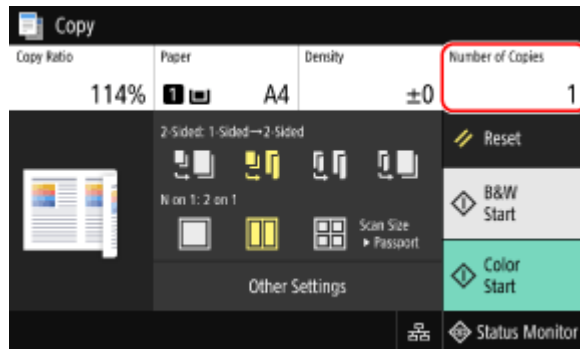 Copy
Copy Ratio
114%
Paper
1 A4
Density
±0
Number of Copies
1
2-Sided: 1-Sided→2-Sided
N on 1: 2 on 1
Scan Size
▸ Passport
Other Settings
Reset
B&W
Start
Color
Start
Status Monitor